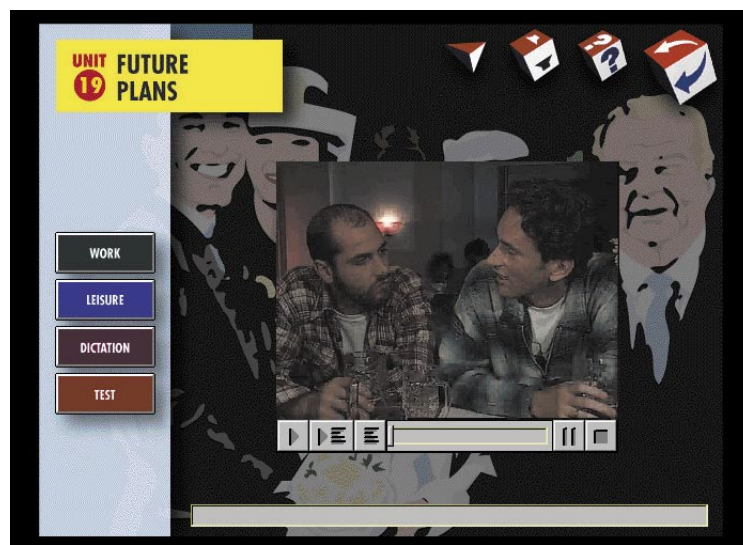 UNIT
19
FUTURE
PLANS
? ?
?
WORK
LEISURE
DICTATION
TEST